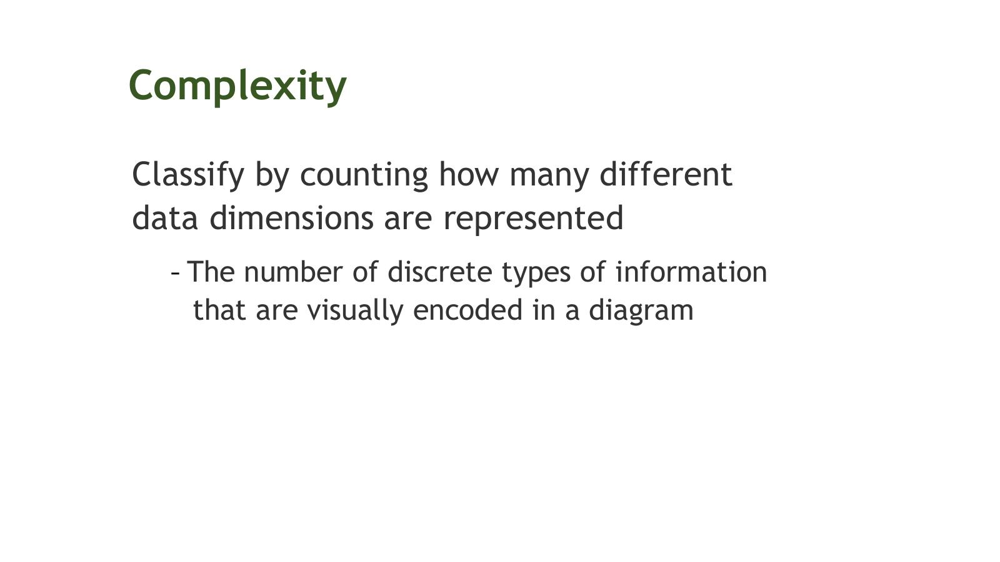 Complexity
Classify by counting how many different
data dimensions are represented
– The number of discrete types of information
that are visually encoded in a diagram